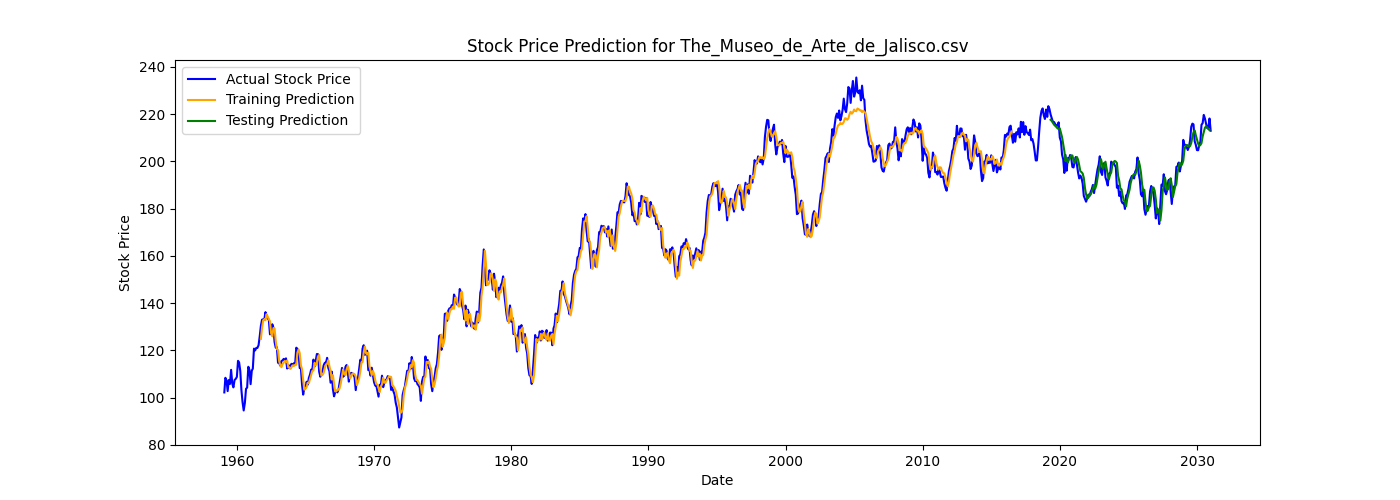 Stock Price Prediction for The_Museo_de_Arte_de_Jalisco.csv
Actual Stock Price
Training Prediction
Testing Prediction
Stock Price
240
220
200
180
160
140
120
100
80
1960 1970 1980 1990 2000 2010 2020 2030
Date